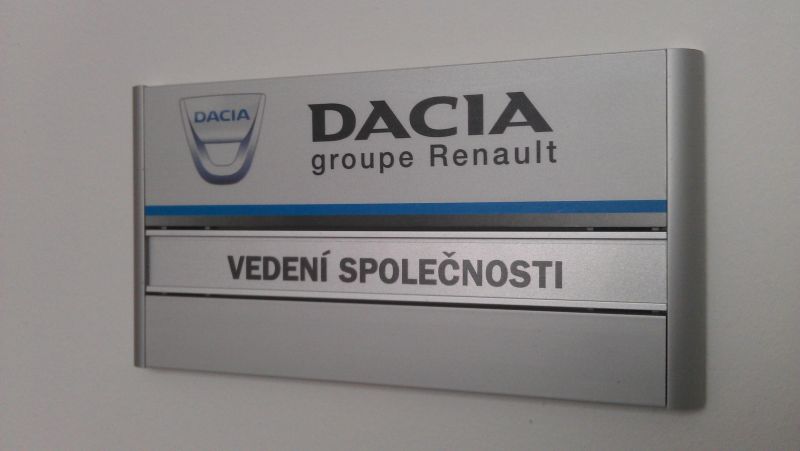 DACIA
DACIA
groupe Renault
VEDENÍ SPOLEČNOSTI